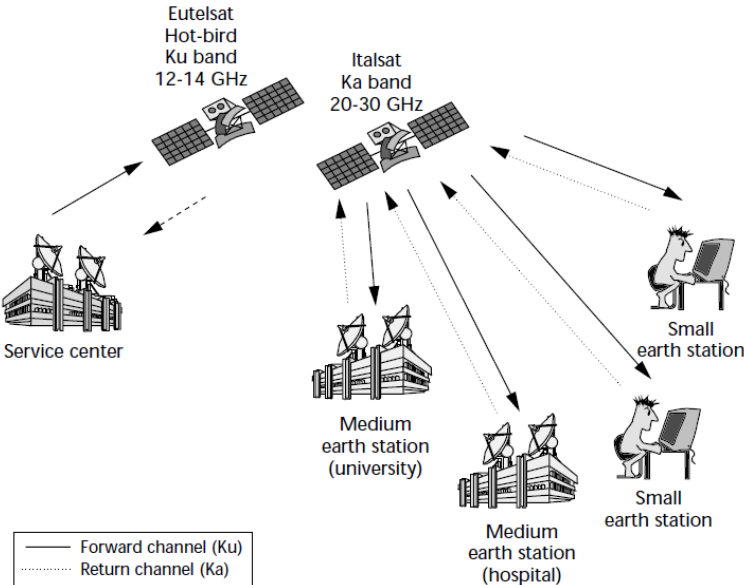 Eutelsat
Hot-bird
Ku band
12-14 GHz
Italsat
Ka band
20-30 GHz
Service center
Small
earth station
Medium
earth station
(university)
Small
earth station
Medium
earth station
(hospital)
Forward channel (Ku)
Return channel (Ka)